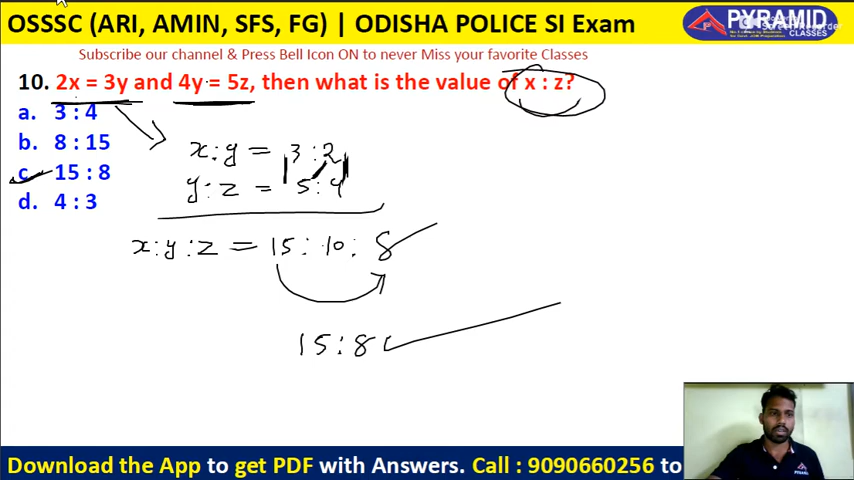 OSSSC (ARI, AMIN, SFS, FG) | ODISHA POLICE SI Exam
PYRAMID
CLASSES
Subscribe our channel & Press Bell Icon ON to never Miss your favorite Classes
10. 2x = 3y and 4y = 5z, then what is the value of x : z?
a. 3 : 4
b. 8 : 15
c. 15 : 8
d. 4 : 3
x:y = 3:2
y:z = 5:4
x:y:z = 15:10:8
15:8
PYRAMID
Download the App to get PDF with Answers. Call : 9090660256 to